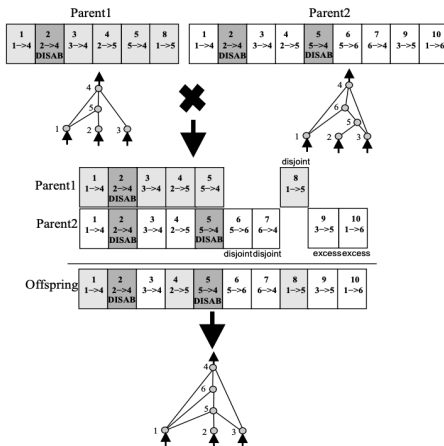 Parent1
Parent2
1 2 3 4 5 8
1->4 2->4 3->4 2->5 5->4 1->5
DISAB
1 2 3 4 5 6 7 9 10
1->4 2->4 3->4 2->5 5->4 5->6 6->4 3->5 1->6
DISAB DISAB
4
5
1 2 3
4
6
5
1 2 3
disjoint
Parent1
1 2 3 4 5 8
1->4 2->4 3->4 2->5 5->4 1->5
DISAB
Parent2
1 2 3 4 5 6 7 9 10
1->4 2->4 3->4 2->5 5->4 5->6 6->4 3->5 1->6
DISAB DISAB
disjoint disjoint excess excess
Offspring
1 2 3 4 5 6 7 8 9 10
1->4 2->4 3->4 2->5 5->4 5->6 6->4 1->5 3->5 1->6
DISAB DISAB
4
6
5
1 2 3